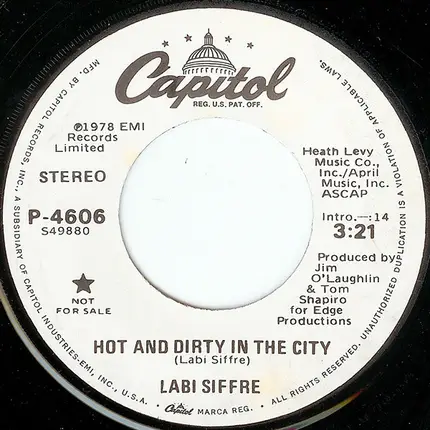 Capitol
REG. U.S. PAT. OFF.
℗1978 EMI
Records
Limited
STEREO
P-4606
S49880
NOT
FOR SALE
Heath Levy
Music Co.,
Inc./April
Music, Inc.
ASCAP
Intro.—:14
3:21
Produced by
Jim
O'Laughlin
& Tom
Shapiro
for Edge
Productions
HOT AND DIRTY IN THE CITY
(Labi Siffre)
LABI SIFFRE
MFD. BY CAPITOL RECORDS, INC., A SUBSIDIARY OF CAPITOL INDUSTRIES-EMI, INC., U.S.A. • Capitol MARCA REG. • ALL RIGHTS RESERVED. UNAUTHORIZED DUPLICATION IS A VIOLATION OF APPLICABLE LAWS.